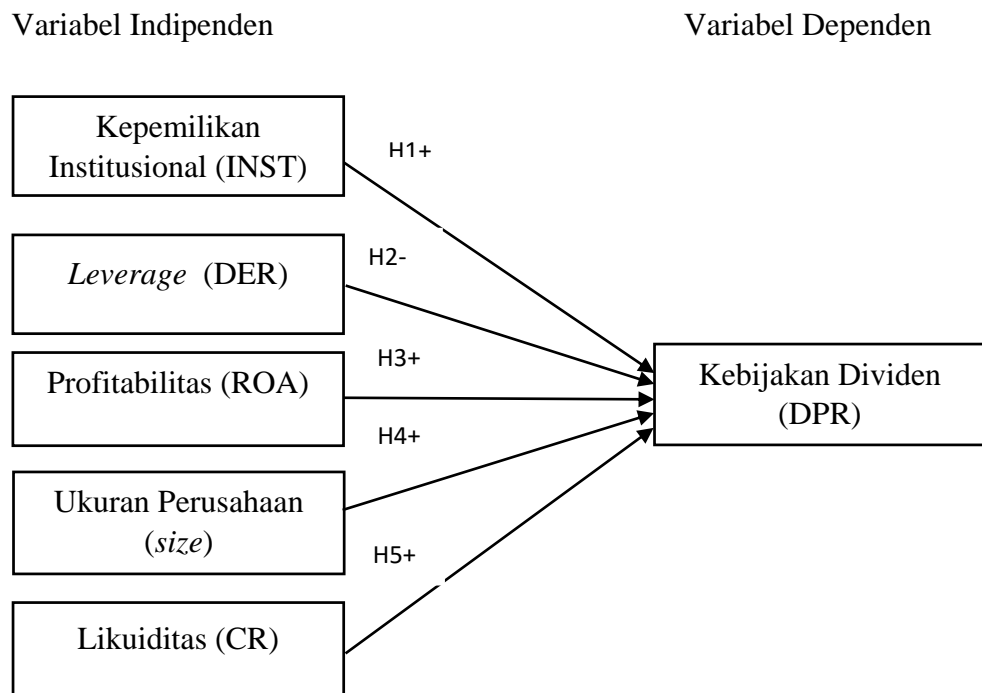 Variabel Indipenden
Variabel Dependen
Kepemilikan
Institusional (INST)
H1+
Leverage (DER)
H2-
Profitabilitas (ROA)
H3+
Kebijakan Dividen
(DPR)
H4+
Ukuran Perusahaan
(size)
H5+
Likuiditas (CR)